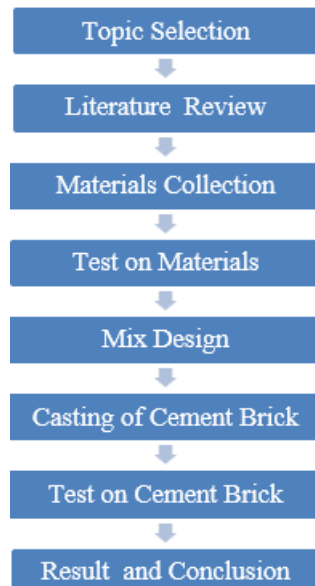 Topic Selection
Literature Review
Materials Collection
Test on Materials
Mix Design
Casting of Cement Brick
Test on Cement Brick
Result and Conclusion